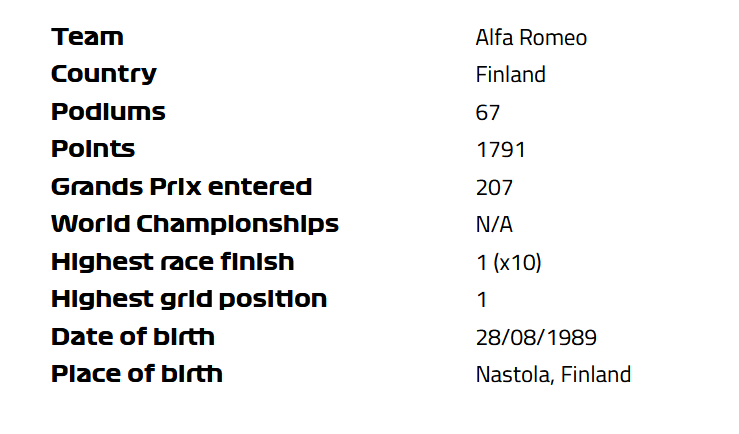 Team Alfa Romeo
Country Finland
Podiums 67
Points 1791
Grands Prix entered 207
World Championships N/A
Highest race finish 1 (x10)
Highest grid position 1
Date of birth 28/08/1989
Place of birth Nastola, Finland